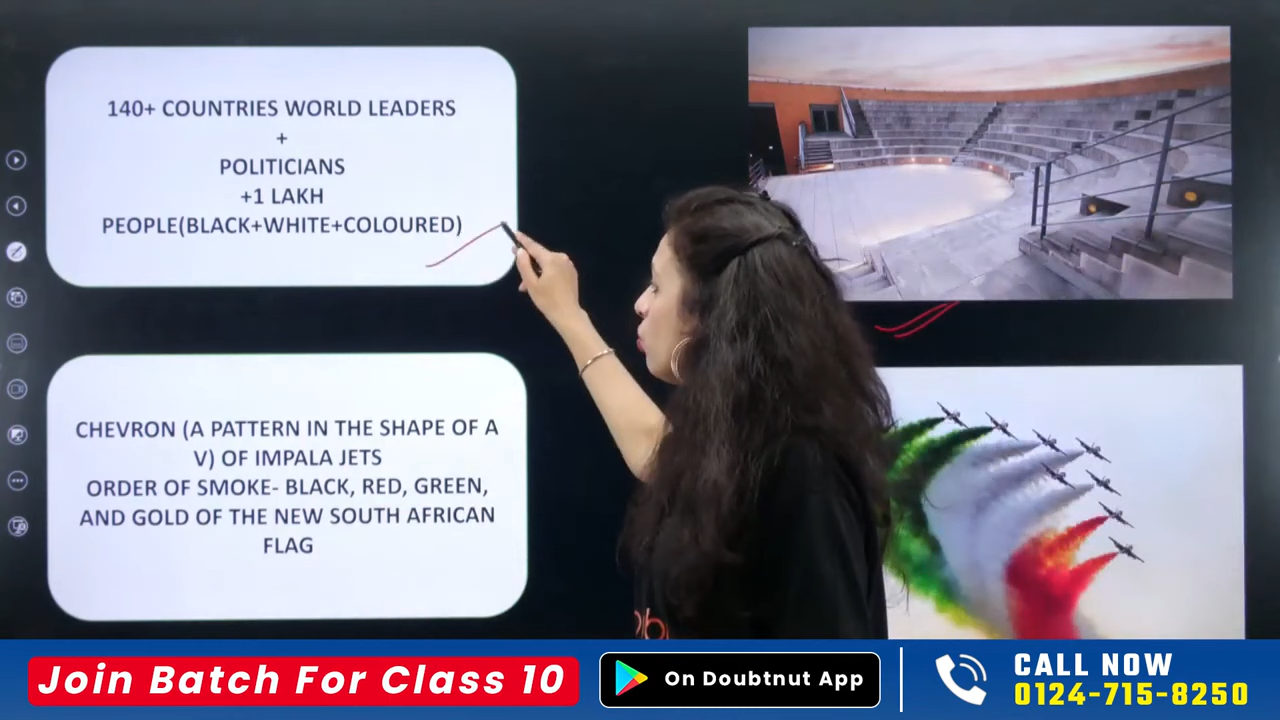 140+ COUNTRIES WORLD LEADERS
+
POLITICIANS
+1 LAKH
PEOPLE(BLACK+WHITE+COLOURED)
CHEVRON (A PATTERN IN THE SHAPE OF A
V) OF IMPALA JETS
ORDER OF SMOKE- BLACK, RED, GREEN,
AND GOLD OF THE NEW SOUTH AFRICAN
FLAG
Join Batch For Class 10
On Doubtnut App
CALL NOW
0124-715-8250